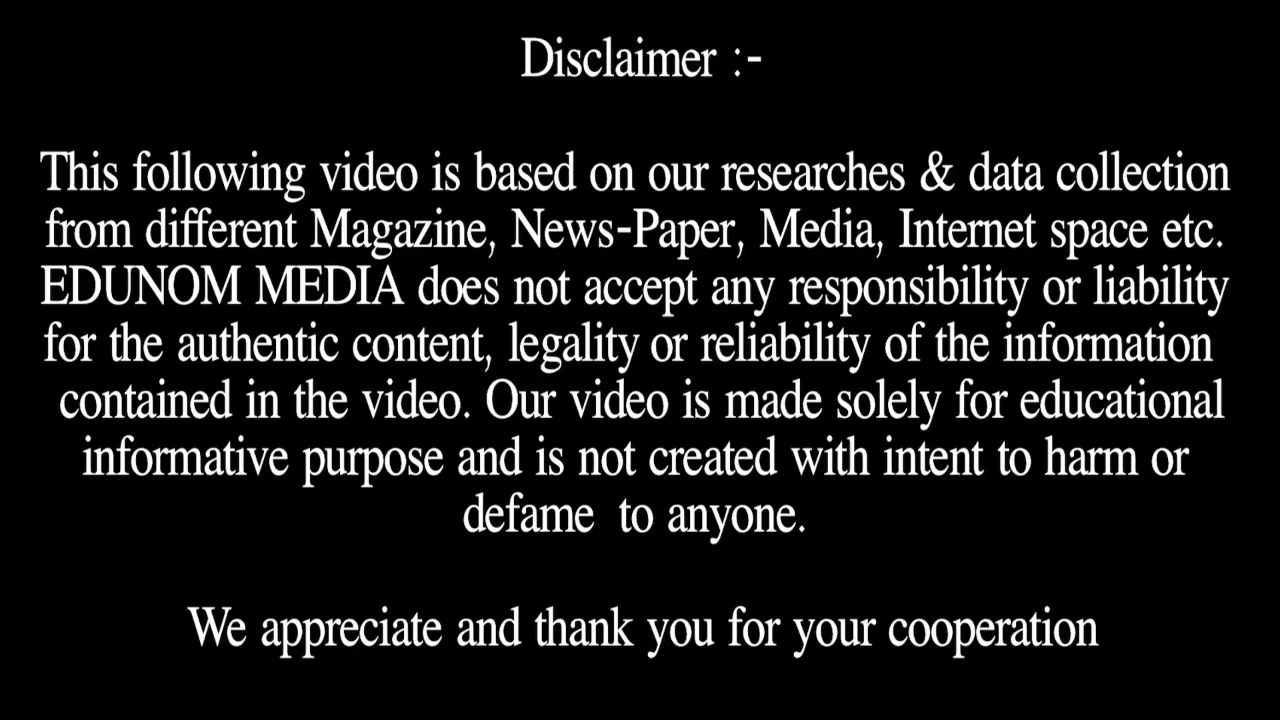 Disclaimer :-
This following video is based on our researches & data collection
from different Magazine, News-Paper, Media, Internet space etc.
EDUNOM MEDIA does not accept any responsibility or liability
for the authentic content, legality or reliability of the information
contained in the video. Our video is made solely for educational
informative purpose and is not created with intent to harm or
defame to anyone.
We appreciate and thank you for your cooperation